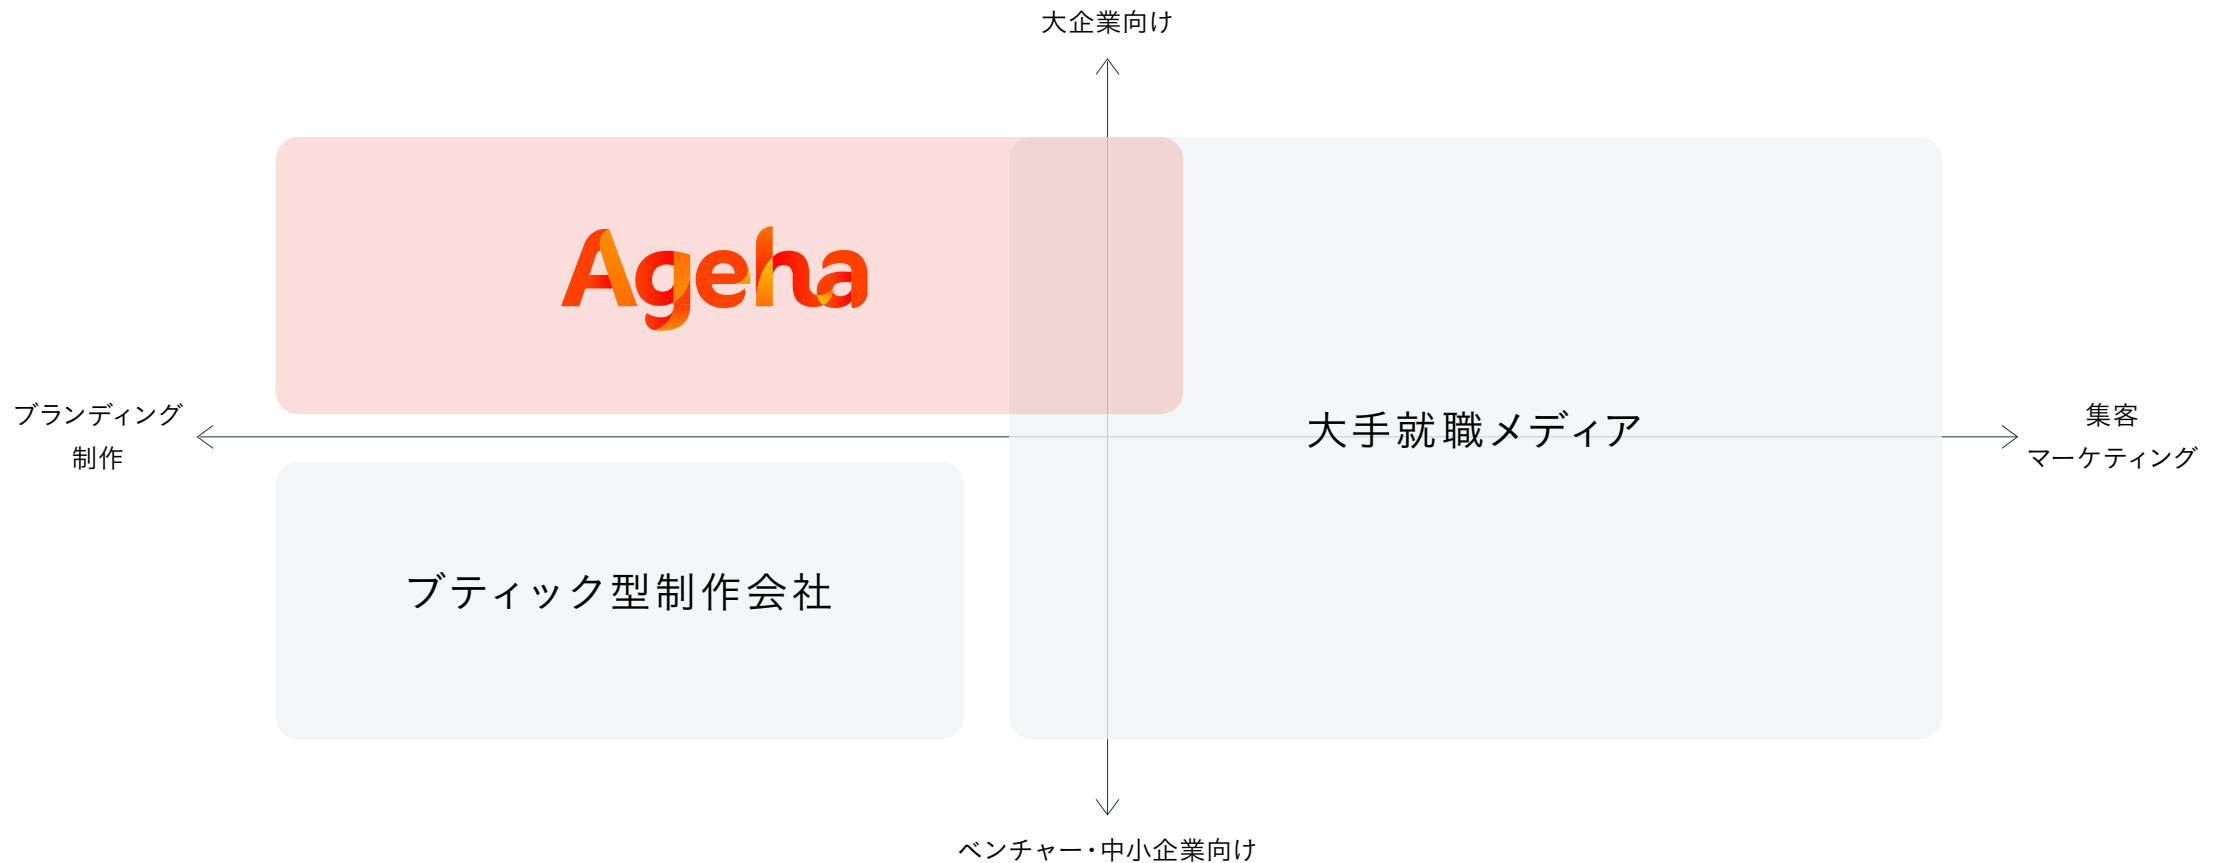 大企業向け
Ageha
ブランディング
制作
大手就職メディア
集客
マーケティング
ブティック型制作会社
ベンチャー・中小企業向け